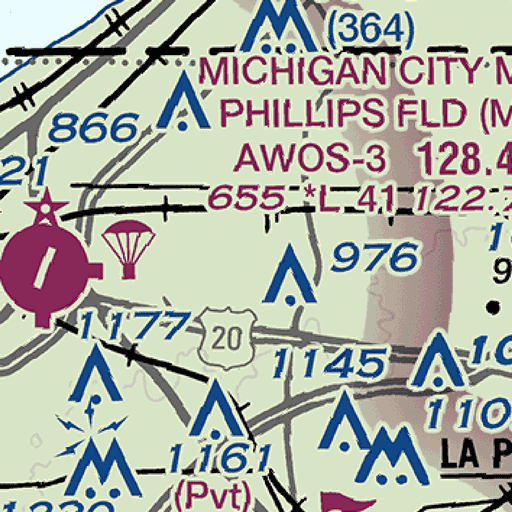 (364)
MICHIGAN CITY
PHILLIPS FLD
866
AWOS-3 128.4
21
655 *L 41 122.7
976
1177
20
1145
1161
LA P
(Pvt)